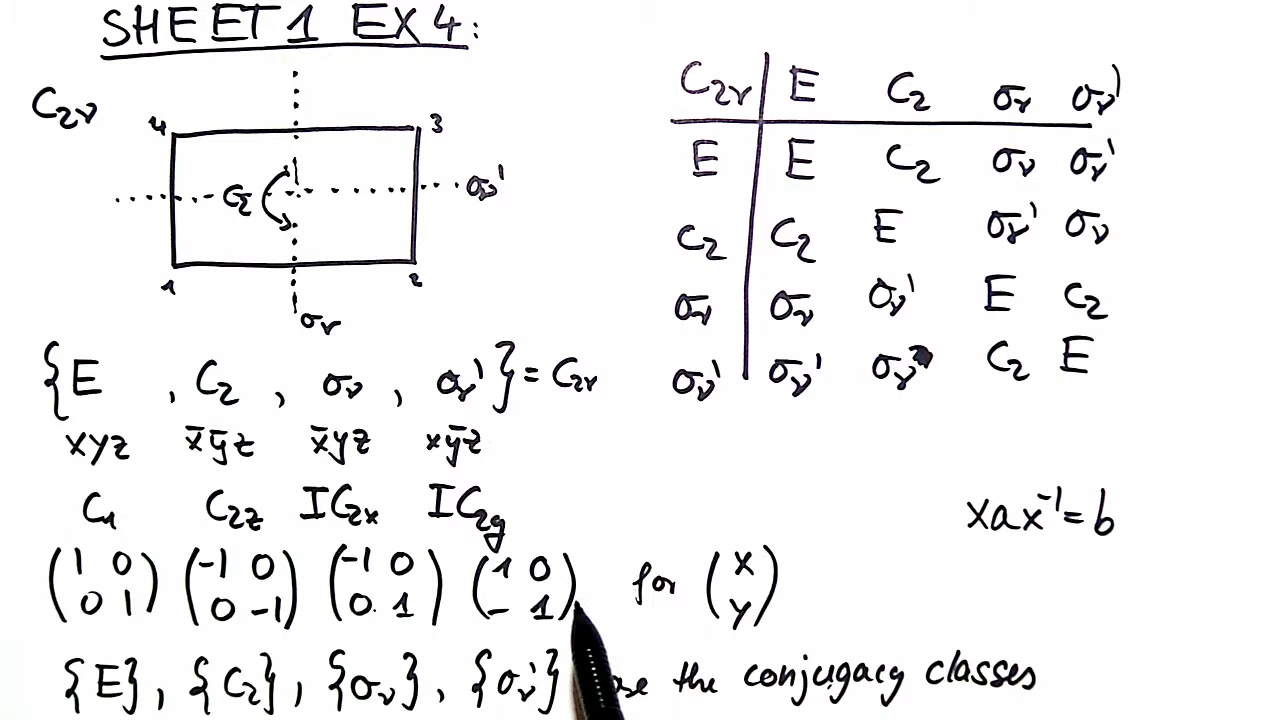 SHEET 1 EX 4:
C₂ᵥ
4 3
C₂ σᵥ'
1 2
σᵥ
{E, C₂, σᵥ, σᵥ'} = C₂ᵥ
xyz x̄ȳz x̄yz xȳz
C₁ C₂z IC₂x IC₂y
(1 0) (-1 0) (-1 0) (1 0) for (x)
(0 1) (0 -1) (0 1) (- 1) (y)
{E}, {C₂}, {σᵥ}, {σᵥ'} the conjugacy classes
C₂ᵥ | E C₂ σᵥ σᵥ'
E | E C₂ σᵥ σᵥ'
C₂ | C₂ E σᵥ' σᵥ
σᵥ | σᵥ σᵥ' E C₂
σᵥ' | σᵥ' σᵥ C₂ E
xax⁻¹ = b